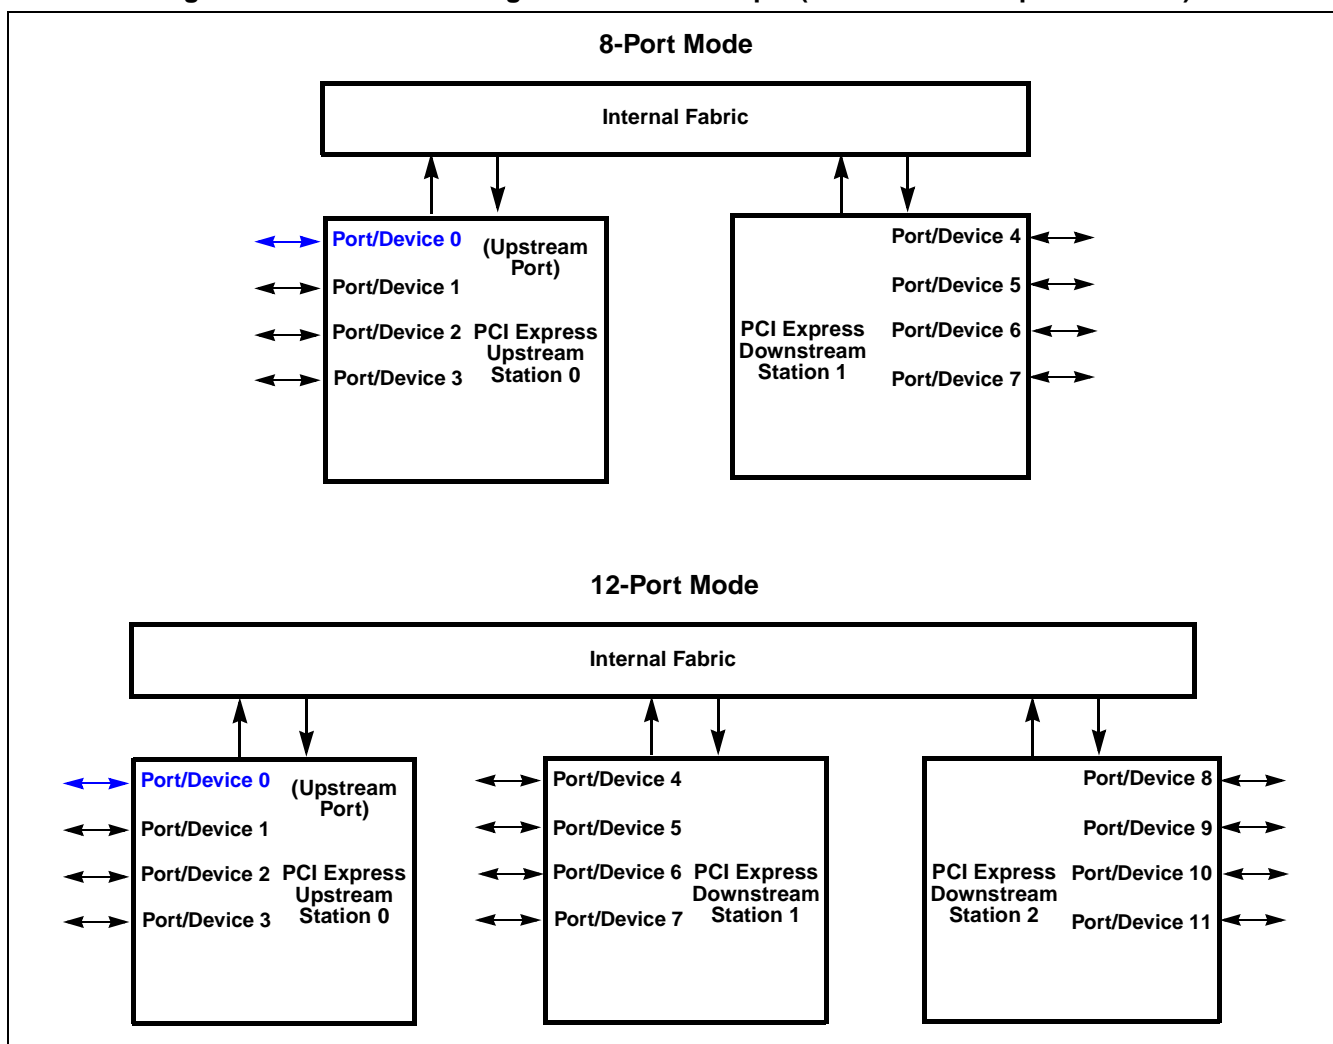 8-Port Mode
Internal Fabric
Port/Device 0
(Upstream
Port)
Port/Device 1
Port/Device 2
Port/Device 3
PCI Express
Upstream
Station 0
Port/Device 4
Port/Device 5
Port/Device 6
Port/Device 7
PCI Express
Downstream
Station 1
12-Port Mode
Internal Fabric
Port/Device 0
(Upstream
Port)
Port/Device 1
Port/Device 2
Port/Device 3
PCI Express
Upstream
Station 0
Port/Device 4
Port/Device 5
Port/Device 6
Port/Device 7
PCI Express
Downstream
Station 1
Port/Device 8
Port/Device 9
Port/Device 10
Port/Device 11
PCI Express
Downstream
Station 2